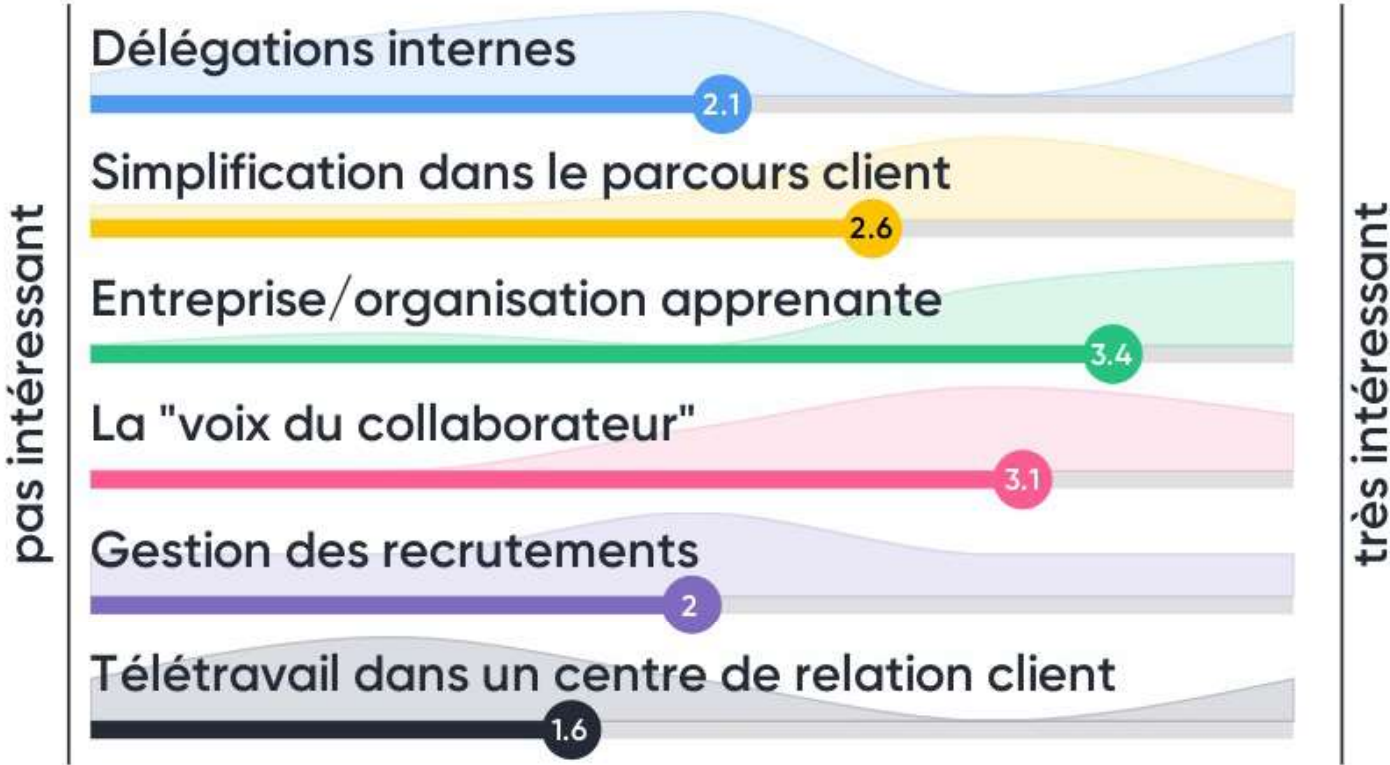 Délégations internes
2.1
Simplification dans le parcours client
2.6
pas intéressant
très intéressant
Entreprise/organisation apprenante
3.4
La "voix du collaborateur"
3.1
Gestion des recrutements
2
Télétravail dans un centre de relation client
1.6